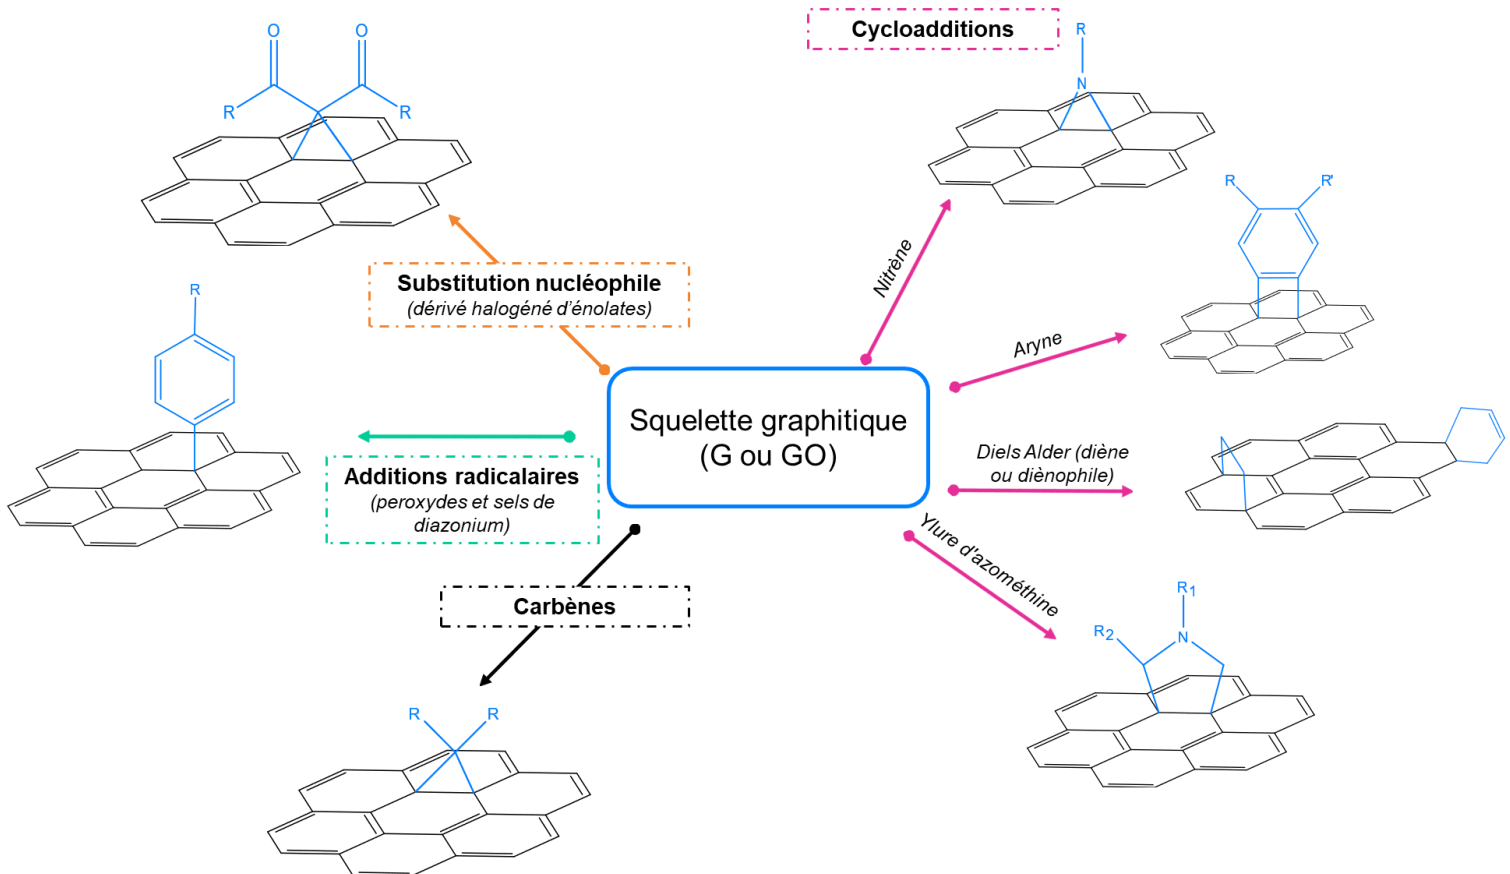 O O
R R
Substitution nucléophile
(dérivé halogéné d'énolates)
R
Additions radicalaires
(peroxydes et sels de
diazonium)
Carbènes
R R
Squelette graphitique
(G ou GO)
Cycloadditions
R
N
Nitrène
R R'
Aryne
Diels Alder (diène
ou diènophile)
Ylure d'azométhine
R1
R2 N